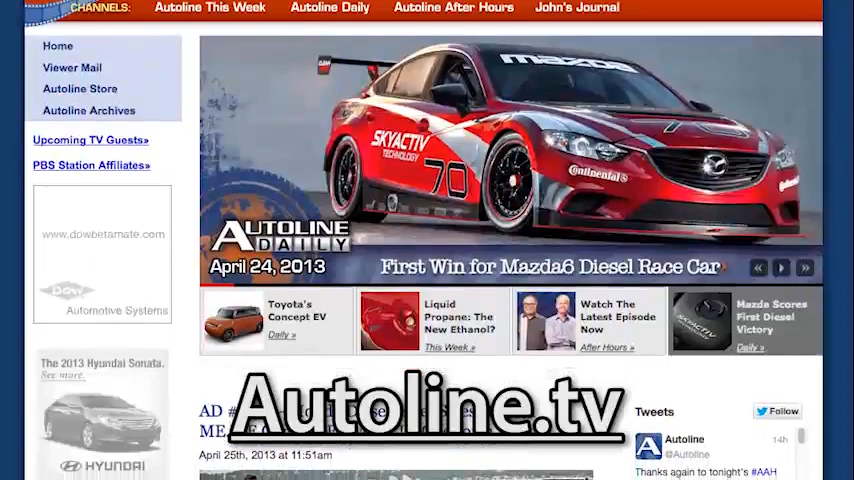 CHANNELS: Autoline This Week Autoline Daily Autoline After Hours John's Journal
Home
Viewer Mail
Autoline Store
Autoline Archives
Upcoming TV Guests»
PBS Station Affiliates»
www.dowbetamate.com
Dow
Automotive Systems
The 2013 Hyundai Sonata.
See more.
HYUNDAI
mazda
SKYACTIV
TECHNOLOGY
70
Continental
AUTOLINE
DAILY
April 24, 2013
First Win for Mazda6 Diesel Race Car
Toyota's
Concept EV
Daily »
Liquid
Propane: The
New Ethanol?
This Week »
Watch The
Latest Episode
Now
After Hours »
SKYACTIV
TECHNOLOGY
Mazda Scores
First Diesel
Victory
Daily »
AD
Autoline.tv
April 25th, 2013 at 11:51am
Tweets
Follow
Autoline
@Autoline
14h
Thanks again to tonight's #AAH